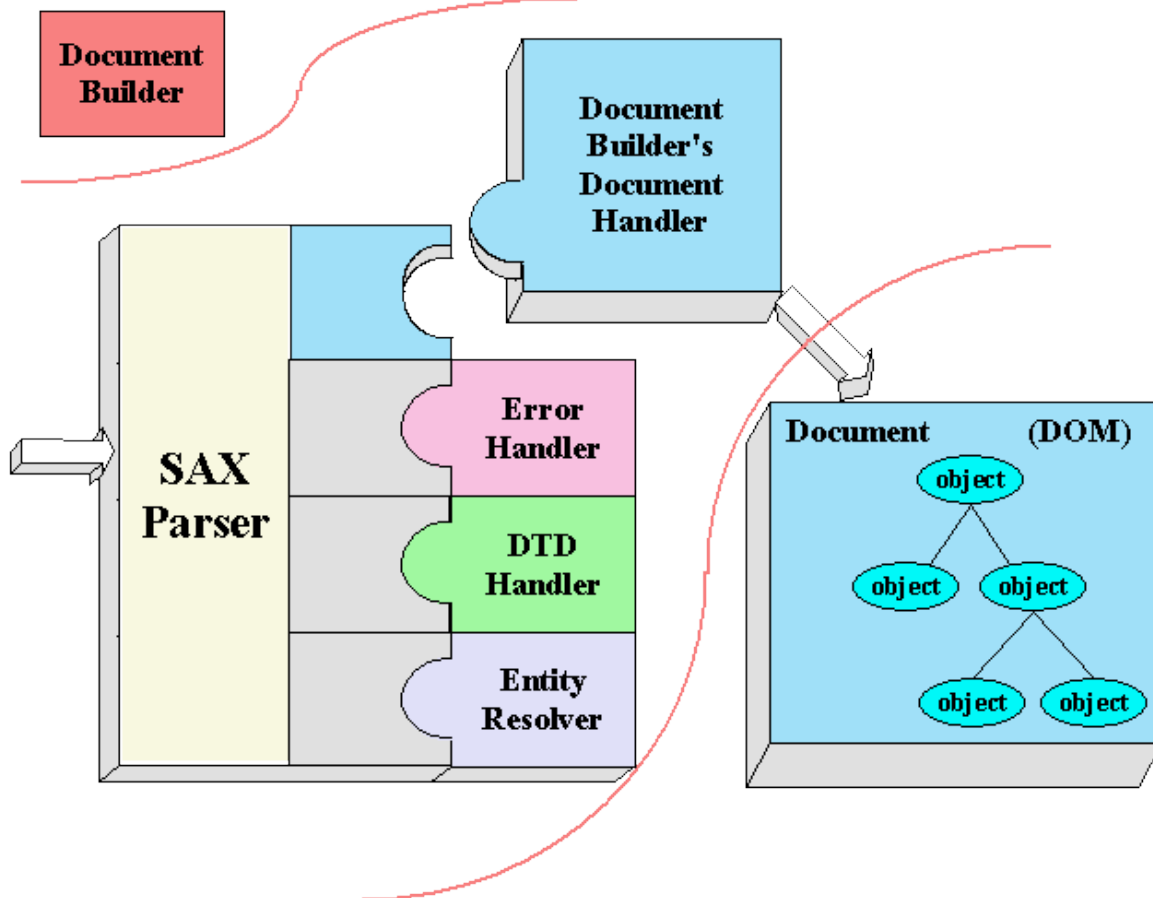 Document
Builder
Document
Builder's
Document
Handler
SAX
Parser
Error
Handler
DTD
Handler
Entity
Resolver
Document (DOM)
object
object object
object object